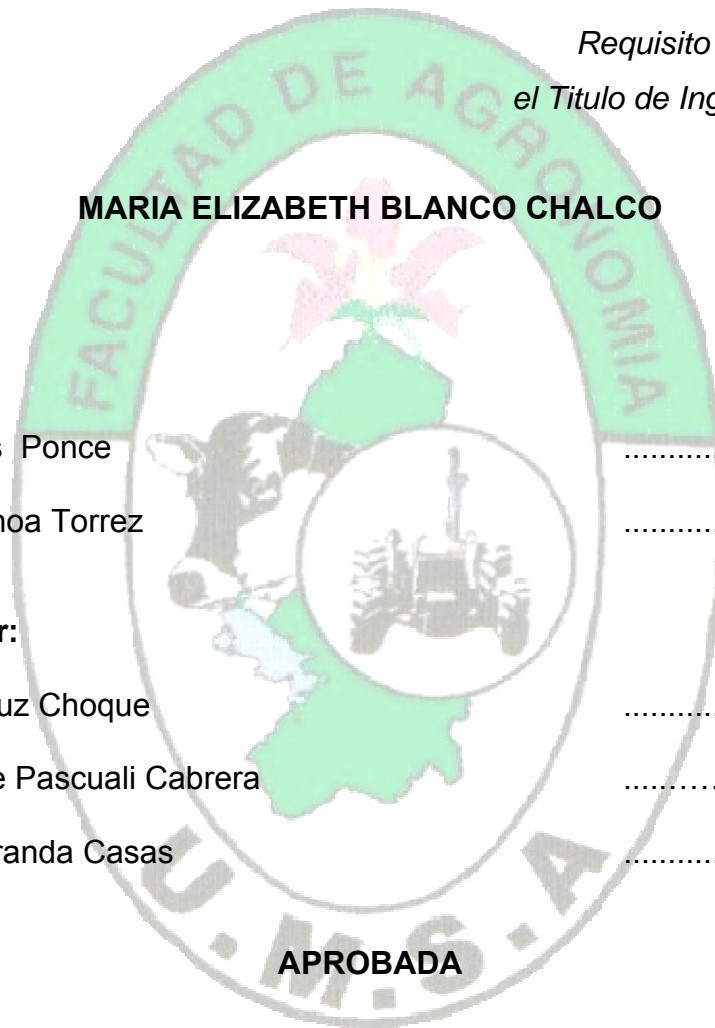 Requisito
el Titulo de Ing
FACULTAD DE AGRONOMIA
MARIA ELIZABETH BLANCO CHALCO
s Ponce ...........
hoa Torrez ...........
r:
uz Choque ...........
e Pascuali Cabrera ...........
randa Casas ...........
U.M.S.A
APROBADA